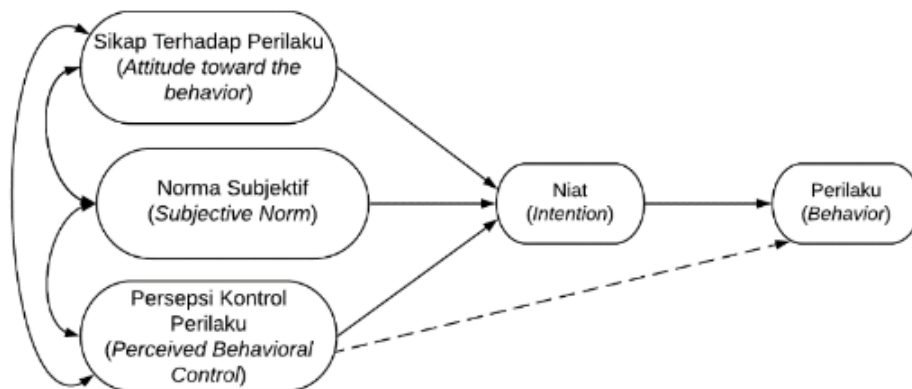 Sikap Terhadap Perilaku
(Attitude toward the
behavior)
Norma Subjektif
(Subjective Norm)
Persepsi Kontrol
Perilaku
(Perceived Behavioral
Control)
Niat
(Intention)
Perilaku
(Behavior)